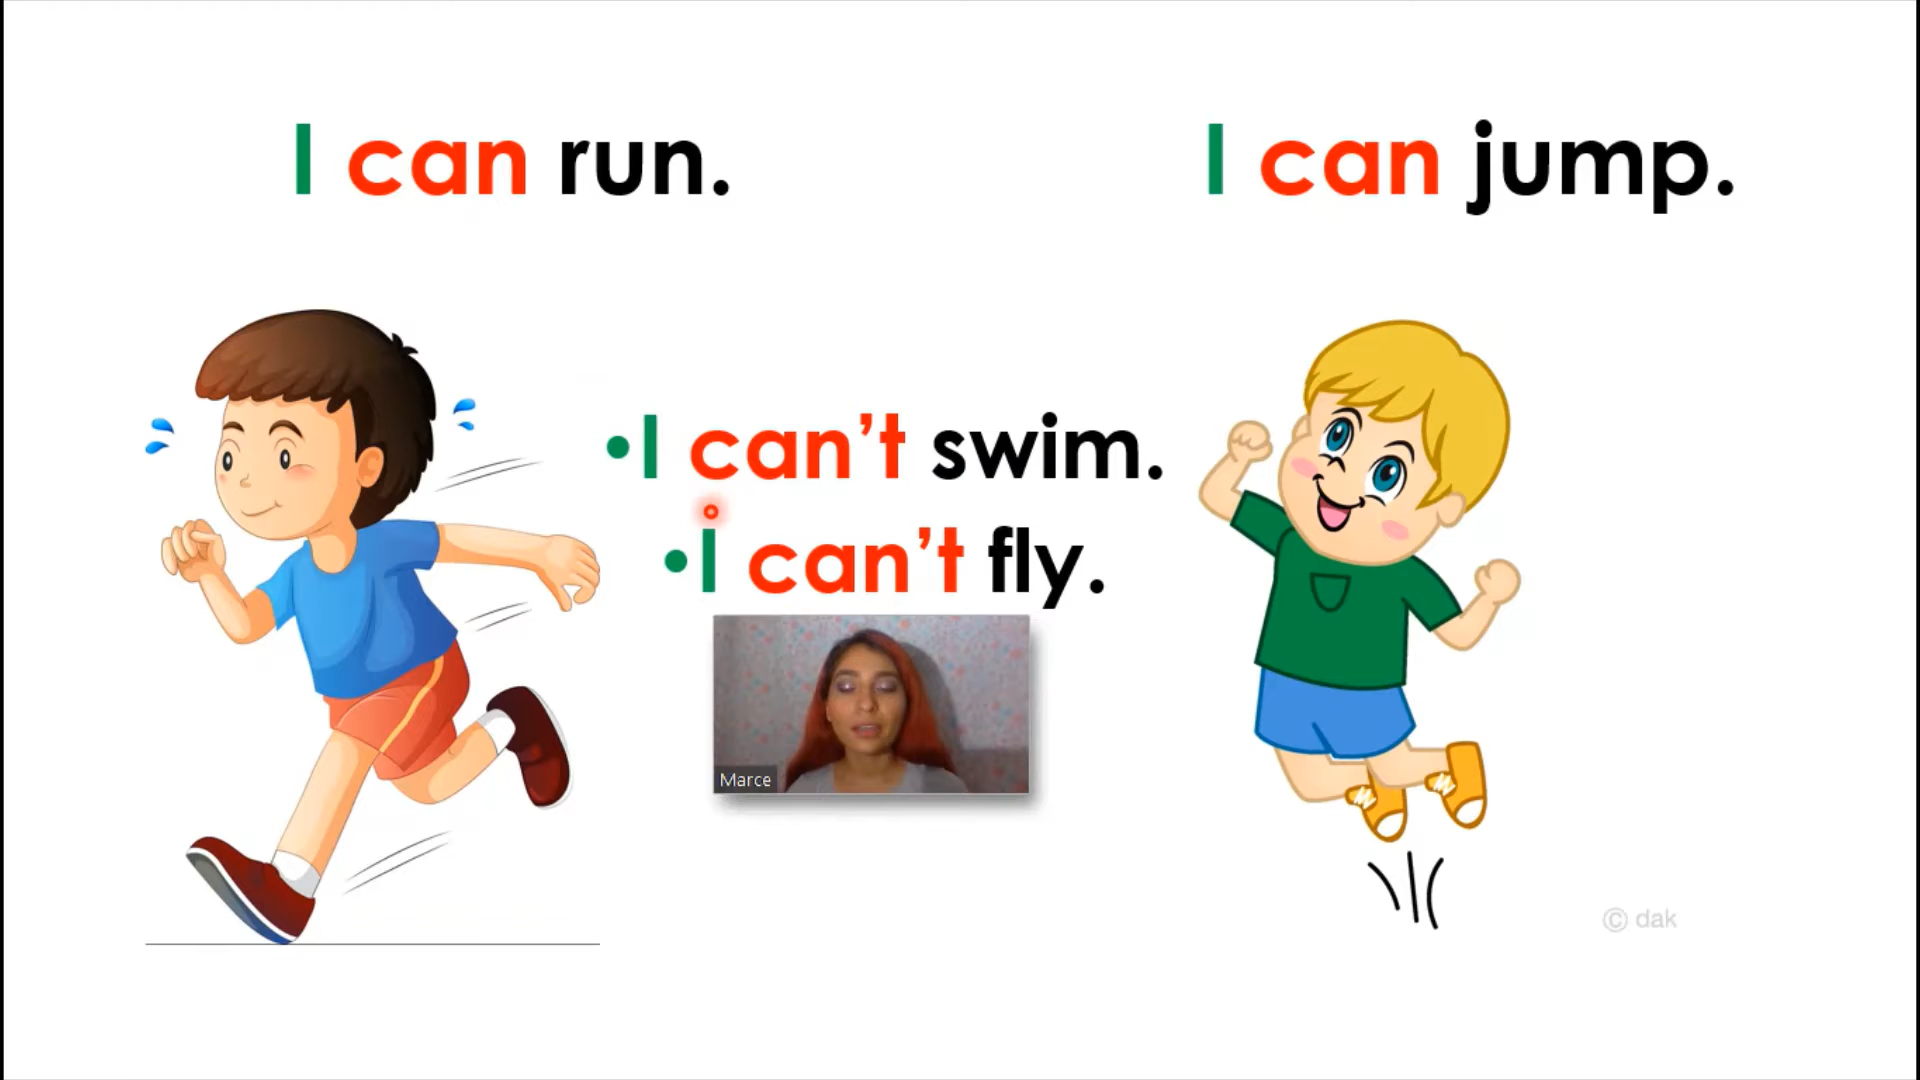 I can run.
I can jump.
•I can't swim.
•I can't fly.
Marce
© dak